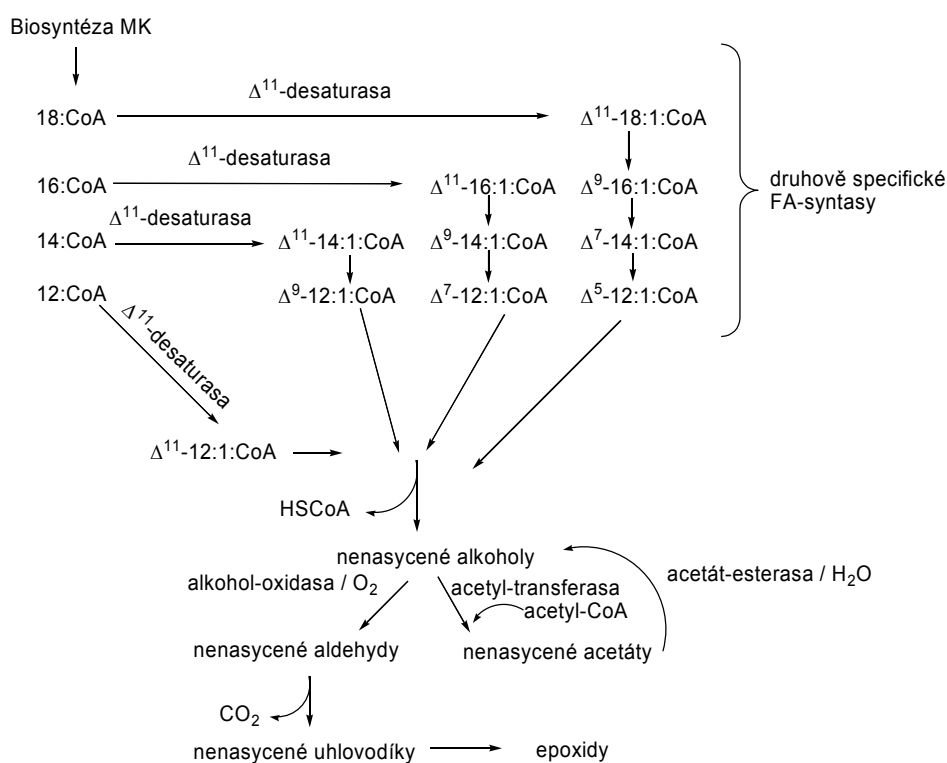 Biosyntéza MK
Δ¹¹-desaturasa
18:CoA
Δ¹¹-18:1:CoA
Δ¹¹-desaturasa
16:CoA
Δ¹¹-16:1:CoA
Δ⁹-16:1:CoA
druhově specifické
FA-syntasy
Δ¹¹-desaturasa
14:CoA
Δ¹¹-14:1:CoA
Δ⁹-14:1:CoA
Δ⁷-14:1:CoA
12:CoA
Δ⁹-12:1:CoA
Δ⁷-12:1:CoA
Δ⁵-12:1:CoA
Δ¹¹-desaturasa
Δ¹¹-12:1:CoA
HSCoA
nenasycené alkoholy
alkohol-oxidasa / O₂
acetyl-transferasa
acetyl-CoA
acetát-esterasa / H₂O
nenasycené aldehydy
nenasycené acetáty
CO₂
nenasycené uhlovodíky
epoxidy